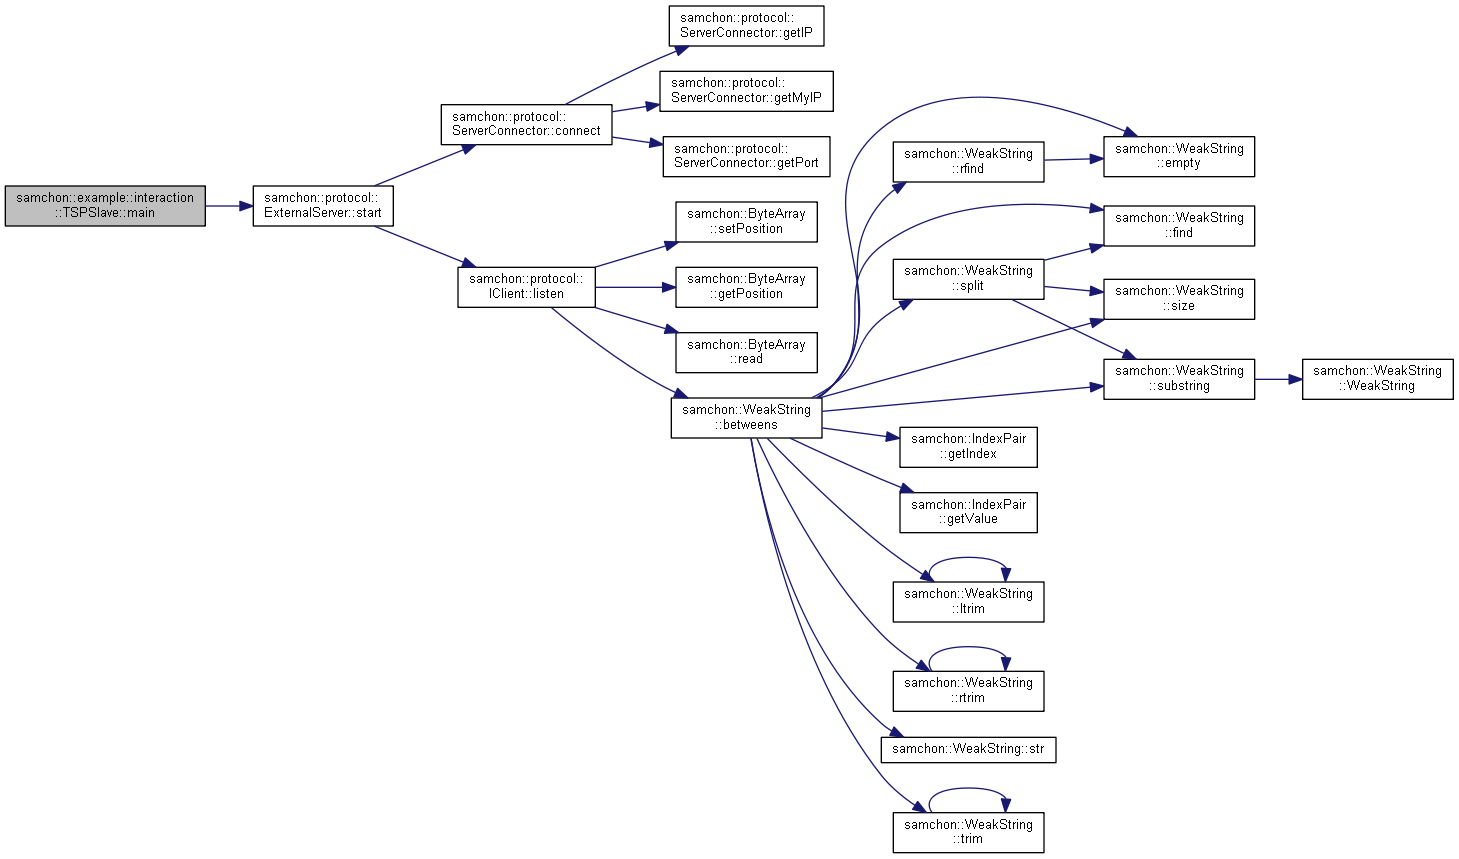 samchon::example::interaction
::TSPSlave::main
samchon::protocol::
ExternalServer::start
samchon::protocol::
ServerConnector::connect
samchon::protocol::
ServerConnector::getIP
samchon::protocol::
ServerConnector::getMyIP
samchon::protocol::
ServerConnector::getPort
samchon::protocol::
IClient::listen
samchon::ByteArray
::setPosition
samchon::ByteArray
::getPosition
samchon::ByteArray
::read
samchon::WeakString
::betweens
samchon::WeakString
::rfind
samchon::WeakString
::empty
samchon::WeakString
::find
samchon::WeakString
::split
samchon::WeakString
::size
samchon::WeakString
::substring
samchon::WeakString
::WeakString
samchon::IndexPair
::getIndex
samchon::IndexPair
::getValue
samchon::WeakString
::ltrim
samchon::WeakString
::rtrim
samchon::WeakString::str
samchon::WeakString
::trim